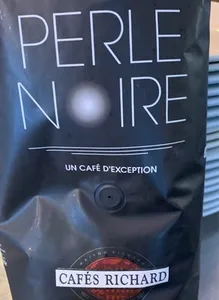 PERLE
NOIRE
UN CAFÉ D'EXCEPTION
CAFÉS RICHARD